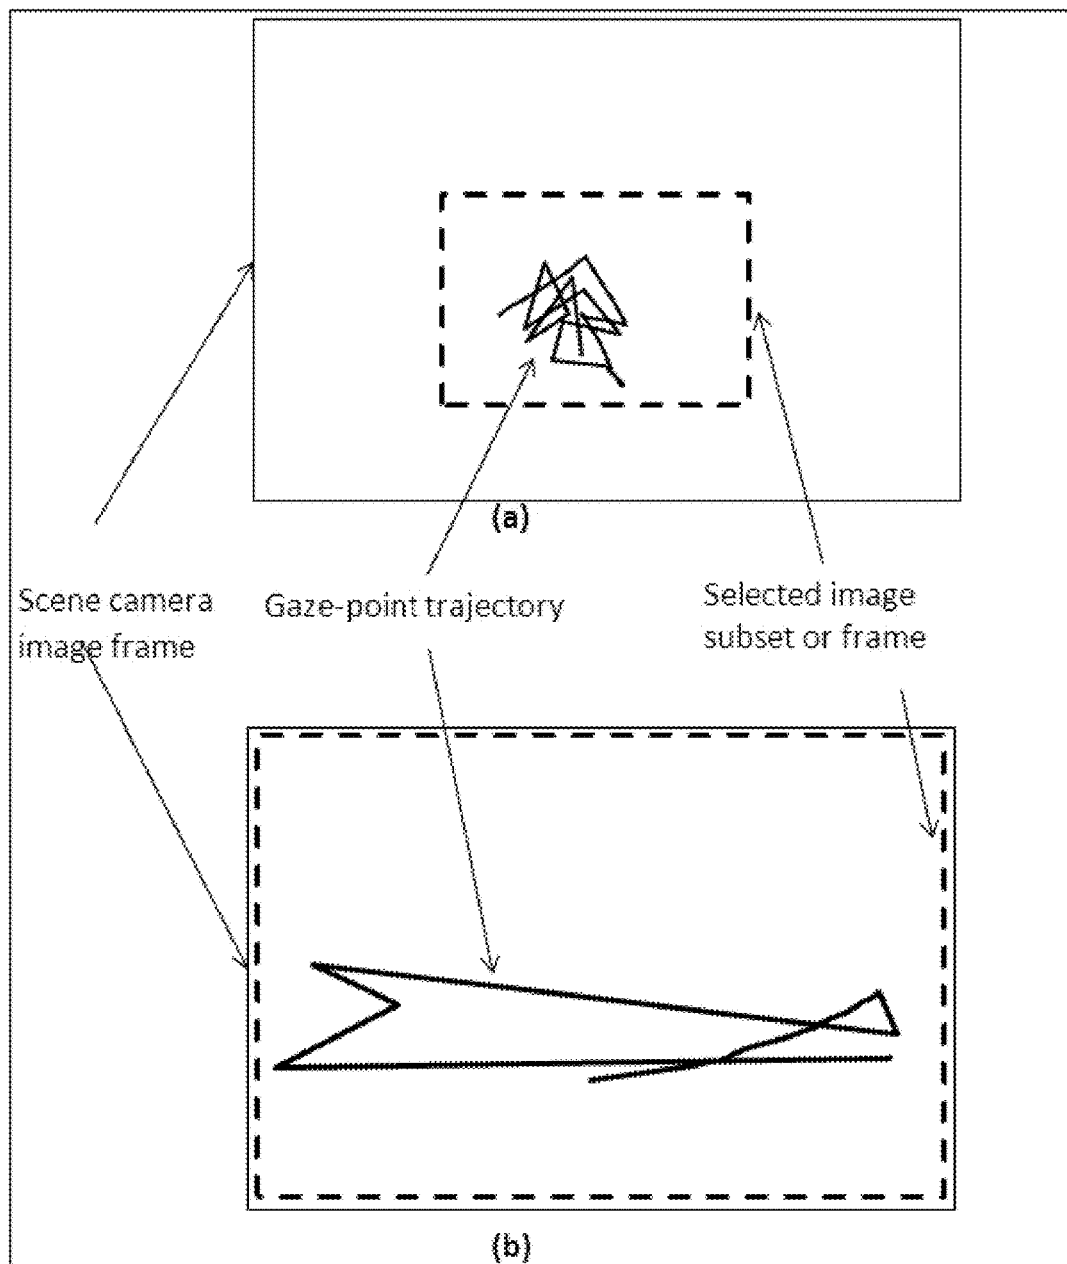 (a)
Scene camera
image frame
Gaze-point trajectory
Selected image
subset or frame
(b)